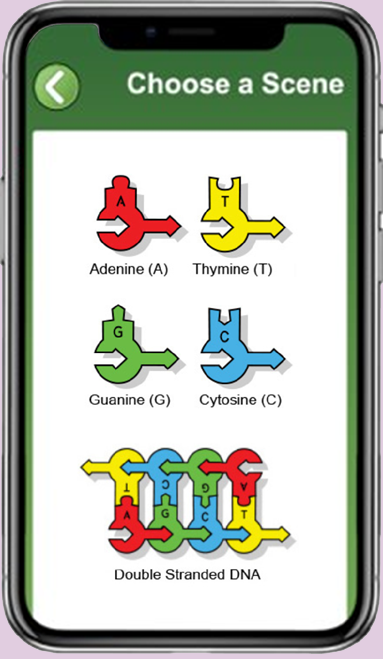 Choose a Scene
A T
Adenine (A) Thymine (T)
G C
Guanine (G) Cytosine (C)
T C G A
A G C T
Double Stranded DNA